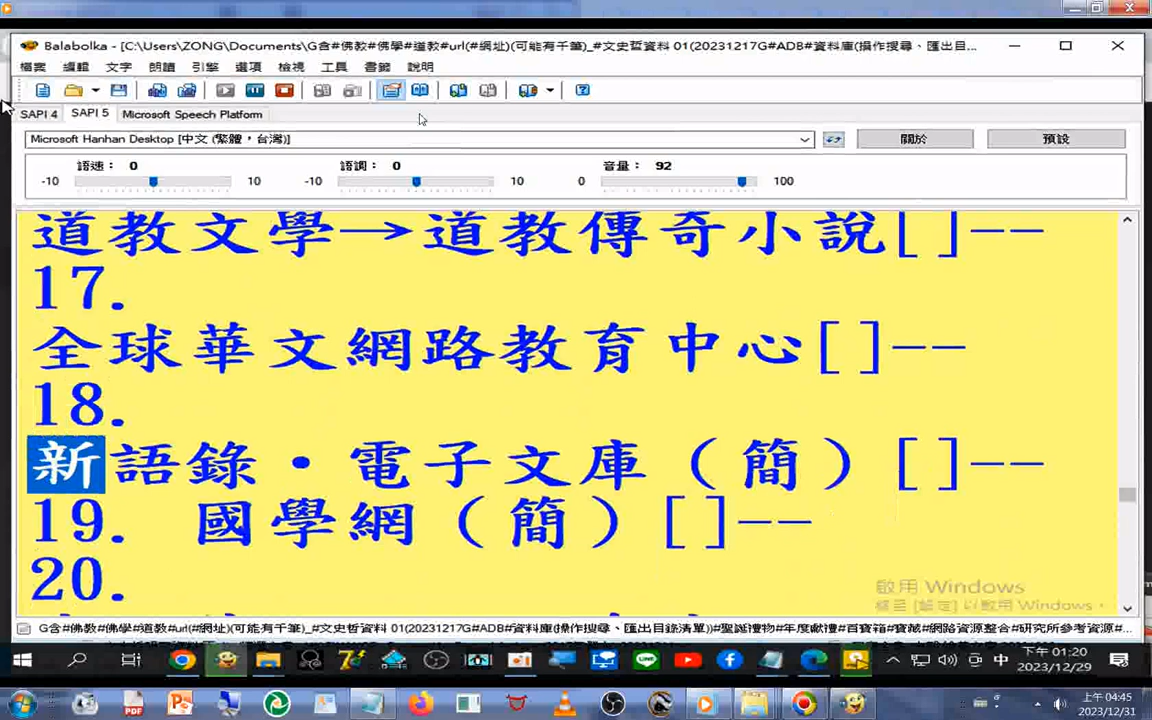 Balabolka - [C:\Users\ZONG\Documents\G含#佛教#佛學#道教#url(#網址)(可能有千筆)_#文史哲資料 01(20231217G#ADB#資料庫(操作搜尋、匯出目...
檔案 編輯 文字 朗讀 引擎 選項 檢視 工具 書籤 說明
SAPI 4 SAPI 5 Microsoft Speech Platform
Microsoft Hanhan Desktop [中文 (繁體，台灣)] 關於 預設
語速： 0 語調： 0 音量： 92
-10 10 -10 10 0 100
道教文學→道教傳奇小說[]--
17.
全球華文網路教育中心[]--
18.
新語錄‧電子文庫（簡）[]--
19. 國學網（簡）[]--
20.
啟用 Windows
移至 [設定] 以啟用 Windows。
G含#佛教#佛學#道教#url(#網址)(可能有千筆)_#文史哲資料 01(20231217G#ADB#資料庫(操作搜尋、匯出目錄清單))#聖誕禮物#年度獻禮#百寶箱#寶藏#網路資源整合#研究所參考資源#...
下午 01:20
2023/12/29
上午 04:45
2023/12/31